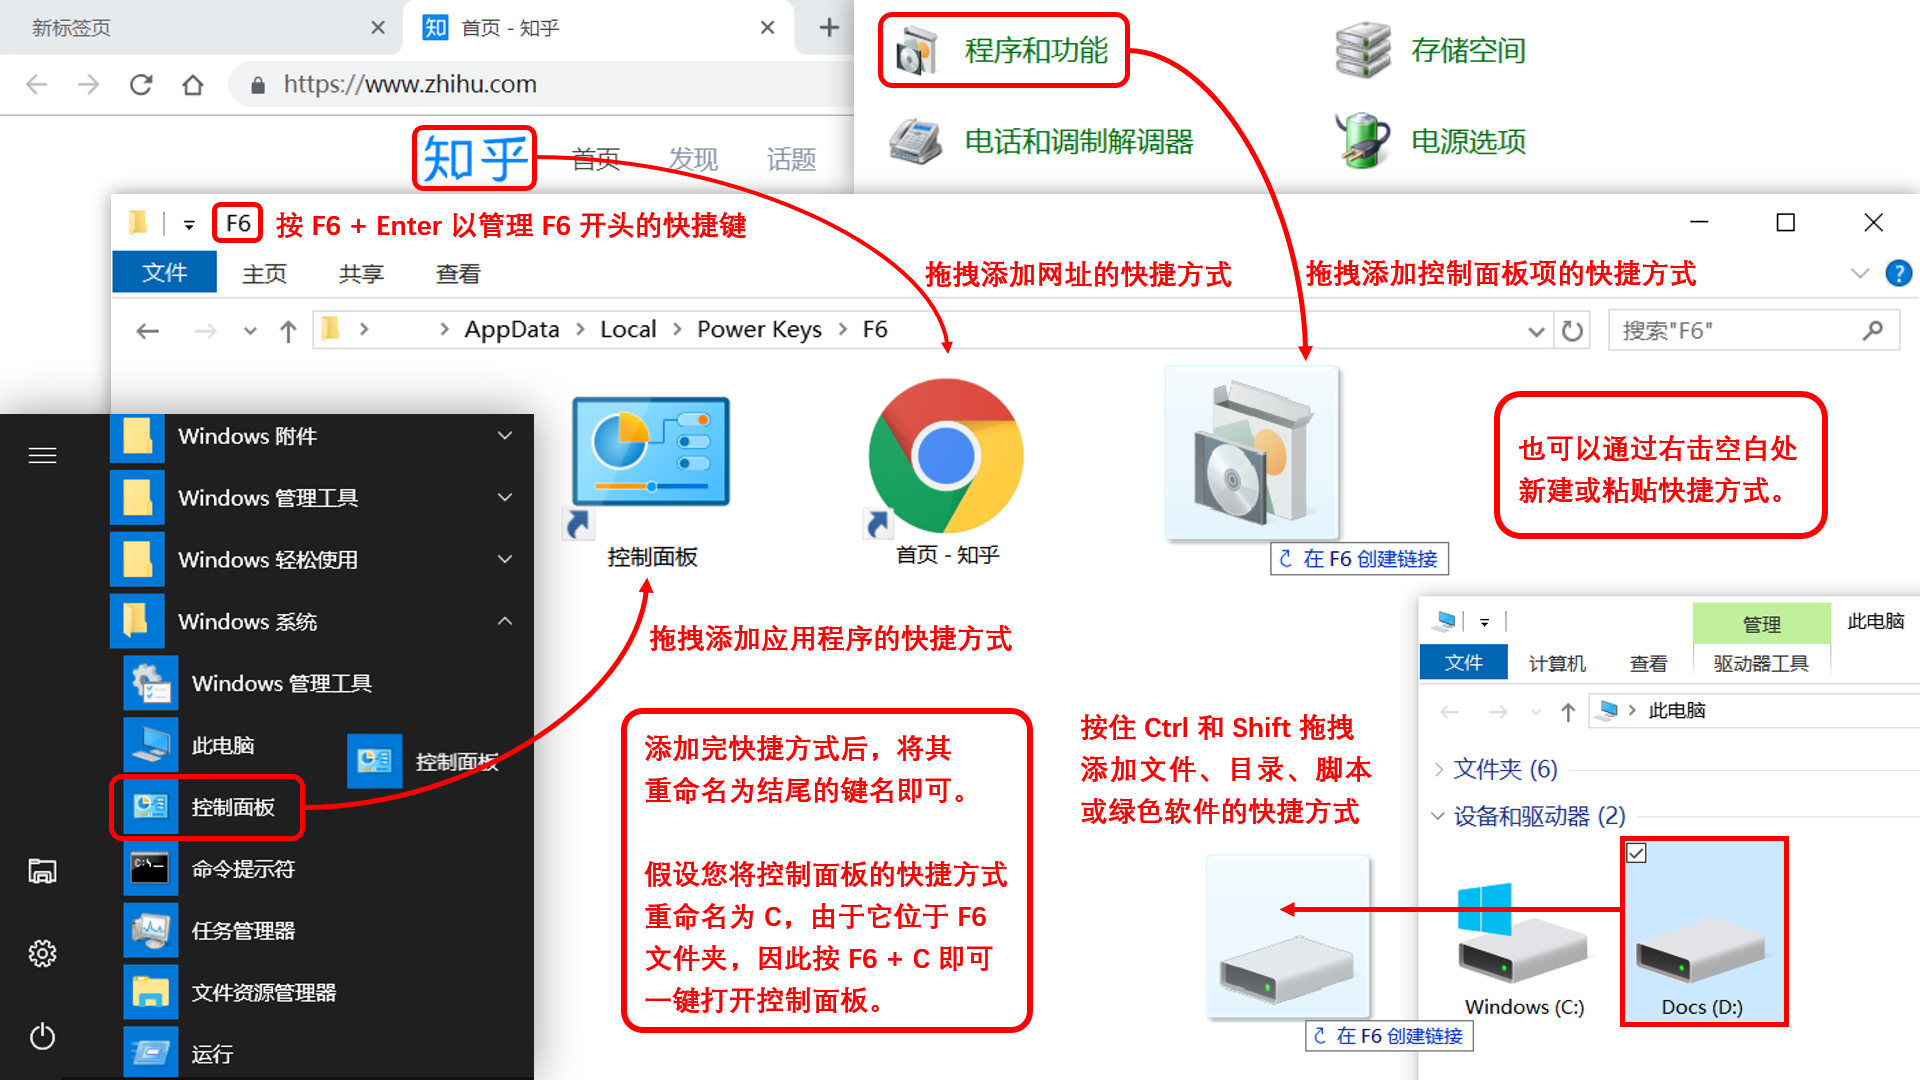 新标签页
知 首页 - 知乎
https://www.zhihu.com
知乎 首页 发现 话题
程序和功能
存储空间
电话和调制解调器
电源选项
F6 按 F6 + Enter 以管理 F6 开头的快捷键
文件 主页 共享 查看
拖拽添加网址的快捷方式
拖拽添加控制面板项的快捷方式
AppData Local Power Keys F6
搜索"F6"
控制面板
首页 - 知乎
在 F6 创建链接
也可以通过右击空白处
新建或粘贴快捷方式。
拖拽添加应用程序的快捷方式
Windows 附件
Windows 管理工具
Windows 轻松使用
Windows 系统
Windows 管理工具
此电脑
控制面板
控制面板
命令提示符
C:\
任务管理器
文件资源管理器
运行
添加完快捷方式后，将其
重命名为结尾的键名即可。
假设您将控制面板的快捷方式
重命名为 C，由于它位于 F6
文件夹，因此按 F6 + C 即可
一键打开控制面板。
按住 Ctrl 和 Shift 拖拽
添加文件、目录、脚本
或绿色软件的快捷方式
在 F6 创建链接
管理 此电脑
文件 计算机 查看 驱动器工具
此电脑
文件夹 (6)
设备和驱动器 (2)
Windows (C:)
Docs (D:)